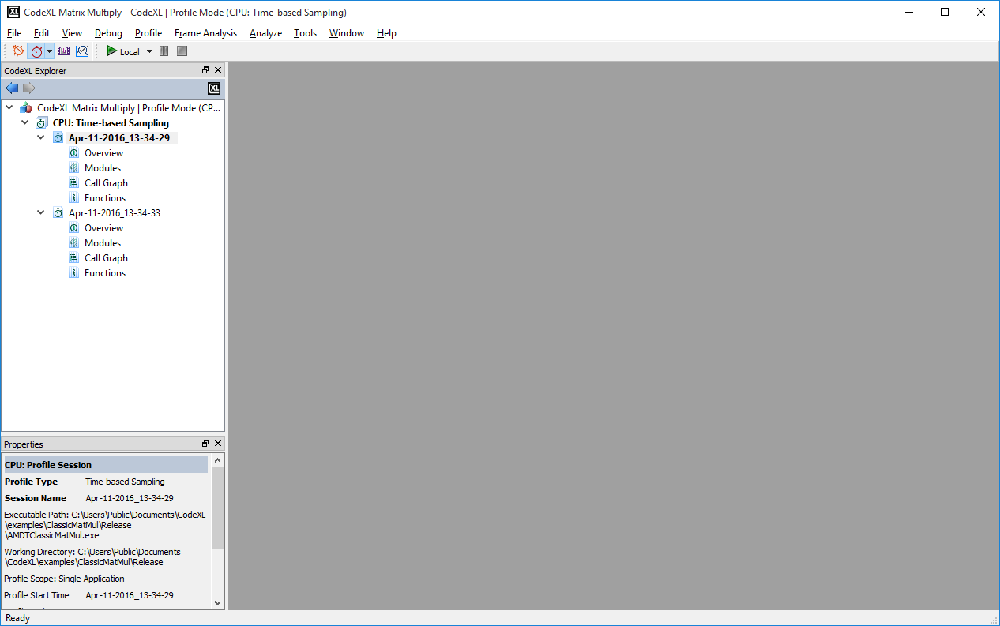 XL CodeXL Matrix Multiply - CodeXL | Profile Mode (CPU: Time-based Sampling)
File Edit View Debug Profile Frame Analysis Analyze Tools Window Help
Local
CodeXL Explorer
XL
CodeXL Matrix Multiply | Profile Mode (CP...
CPU: Time-based Sampling
Apr-11-2016_13-34-29
Overview
Modules
Call Graph
Functions
Apr-11-2016_13-34-33
Overview
Modules
Call Graph
Functions
Properties
CPU: Profile Session
Profile Type Time-based Sampling
Session Name Apr-11-2016_13-34-29
Executable Path: C:\Users\Public\Documents\CodeXL
\examples\ClassicMatMul\Release
\AMDTClassicMatMul.exe
Working Directory: C:\Users\Public\Documents
\CodeXL\examples\ClassicMatMul\Release
Profile Scope: Single Application
Profile Start Time Apr-11-2016_13-34-29
Ready